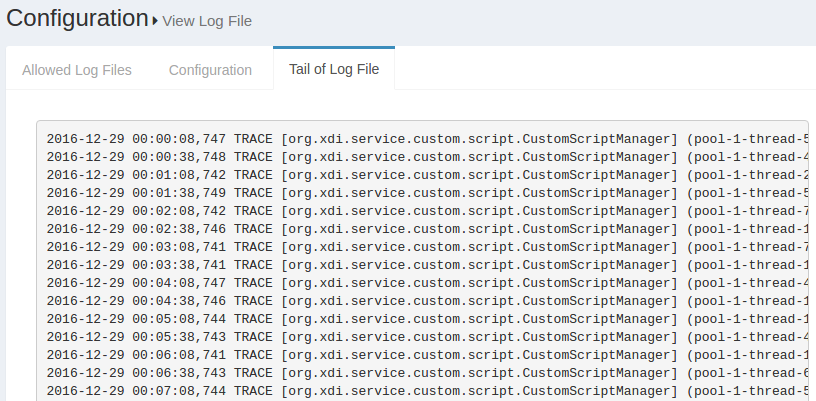 Configuration View Log File
Allowed Log Files Configuration Tail of Log File
2016-12-29 00:00:08,747 TRACE [org.xdi.service.custom.script.CustomScriptManager] (pool-1-thread-5
2016-12-29 00:00:38,748 TRACE [org.xdi.service.custom.script.CustomScriptManager] (pool-1-thread-4
2016-12-29 00:01:08,742 TRACE [org.xdi.service.custom.script.CustomScriptManager] (pool-1-thread-2
2016-12-29 00:01:38,749 TRACE [org.xdi.service.custom.script.CustomScriptManager] (pool-1-thread-5
2016-12-29 00:02:08,742 TRACE [org.xdi.service.custom.script.CustomScriptManager] (pool-1-thread-7
2016-12-29 00:02:38,746 TRACE [org.xdi.service.custom.script.CustomScriptManager] (pool-1-thread-1
2016-12-29 00:03:08,741 TRACE [org.xdi.service.custom.script.CustomScriptManager] (pool-1-thread-7
2016-12-29 00:03:38,741 TRACE [org.xdi.service.custom.script.CustomScriptManager] (pool-1-thread-1
2016-12-29 00:04:08,747 TRACE [org.xdi.service.custom.script.CustomScriptManager] (pool-1-thread-4
2016-12-29 00:04:38,746 TRACE [org.xdi.service.custom.script.CustomScriptManager] (pool-1-thread-1
2016-12-29 00:05:08,744 TRACE [org.xdi.service.custom.script.CustomScriptManager] (pool-1-thread-1
2016-12-29 00:05:38,743 TRACE [org.xdi.service.custom.script.CustomScriptManager] (pool-1-thread-4
2016-12-29 00:06:08,741 TRACE [org.xdi.service.custom.script.CustomScriptManager] (pool-1-thread-1
2016-12-29 00:06:38,743 TRACE [org.xdi.service.custom.script.CustomScriptManager] (pool-1-thread-6
2016-12-29 00:07:08,744 TRACE [org.xdi.service.custom.script.CustomScriptManager] (pool-1-thread-5